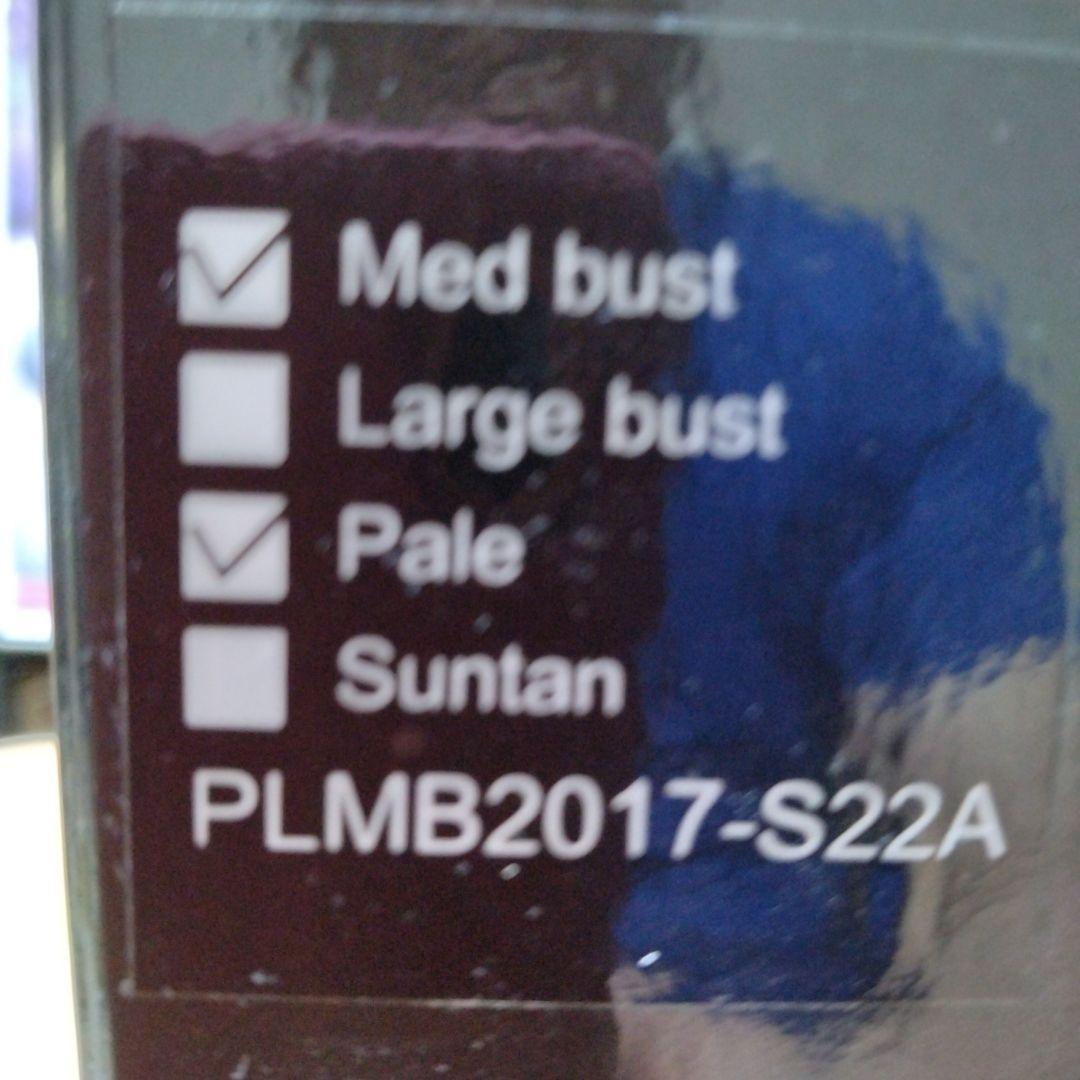 Med bust
Large bust
Pale
Suntan
PLMB2017-S22A